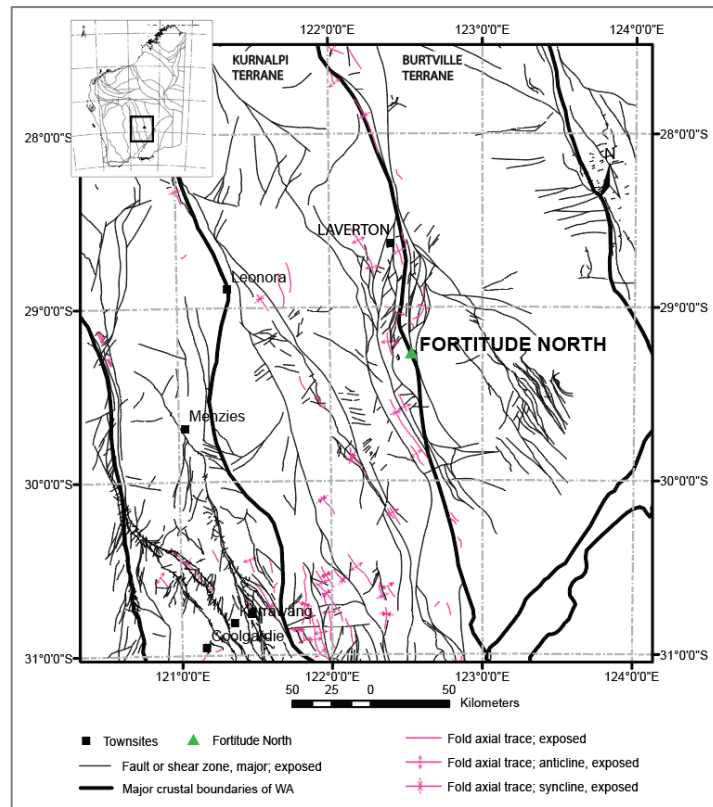 122°0'0"E 123°0'0"E 124°0'0"E
KURNALPI
TERRANE
BURTVILLE
TERRANE
28°0'0"S
28°0'0"S
N
LAVERTON
Leonora
29°0'0"S
29°0'0"S
FORTITUDE NORTH
Menzies
30°0'0"S
30°0'0"S
Kurrawang
Coolgardie
31°0'0"S
31°0'0"S
121°0'0"E 122°0'0"E 123°0'0"E 124°0'0"E
50 25 0 50
Kilometers
Townsites
Fortitude North
Fold axial trace; exposed
Fault or shear zone, major; exposed
Fold axial trace; anticline, exposed
Major crustal boundaries of WA
Fold axial trace; syncline, exposed